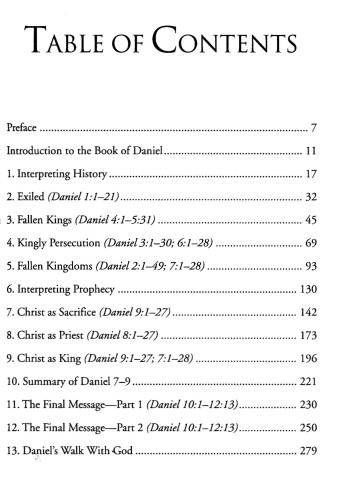 TABLE OF CONTENTS
Preface ........................................ 7
Introduction to the Book of Daniel........................................ 11
1. Interpreting History ........................................ 17
2. Exiled (Daniel 1:1–21)........................................ 32
3. Fallen Kings (Daniel 4:1–5:31) ........................................ 45
4. Kingly Persecution (Daniel 3:1–30; 6:1–28) ........................................ 69
5. Fallen Kingdoms (Daniel 2:1–49; 7:1–28) ........................................ 93
6. Interpreting Prophecy ........................................ 130
7. Christ as Sacrifice (Daniel 9:1–27) ........................................ 142
8. Christ as Priest (Daniel 8:1–27) ........................................ 173
9. Christ as King (Daniel 9:1–27; 7:1–28) ........................................ 196
10. Summary of Daniel 7–9 ........................................ 221
11. The Final Message—Part 1 (Daniel 10:1–12:13)........................................ 230
12. The Final Message—Part 2 (Daniel 10:1–12:13) ........................................ 250
13. Daniel's Walk With God ........................................ 279